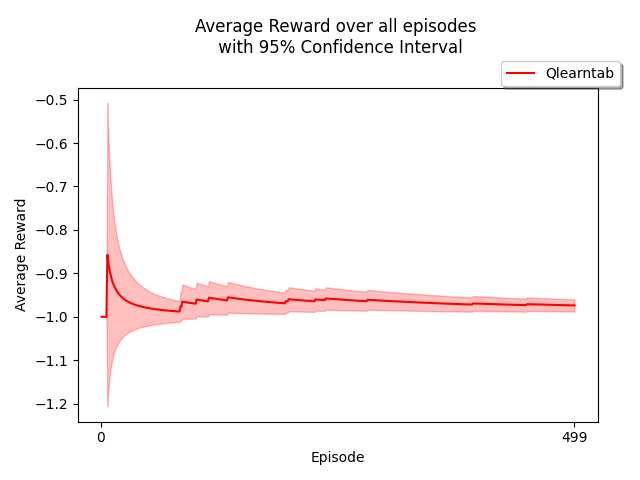 Average Reward over all episodes
with 95% Confidence Interval
Qlearntab
−0.5
−0.6
−0.7
−0.8
−0.9
−1.0
−1.1
−1.2
Average Reward
0
499
Episode